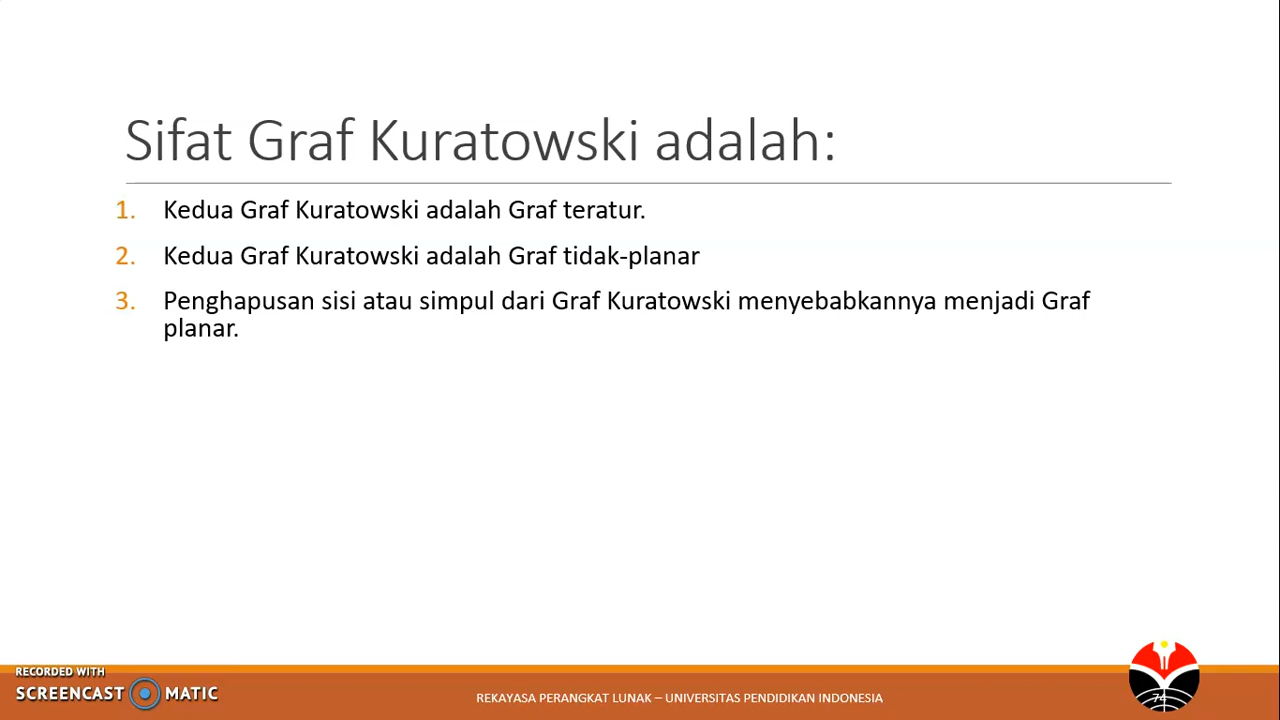 Sifat Graf Kuratowski adalah:
1. Kedua Graf Kuratowski adalah Graf teratur.
2. Kedua Graf Kuratowski adalah Graf tidak-planar
3. Penghapusan sisi atau simpul dari Graf Kuratowski menyebabkannya menjadi Graf
planar.
RECORDED WITH
SCREENCAST MATIC
REKAYASA PERANGKAT LUNAK – UNIVERSITAS PENDIDIKAN INDONESIA
74